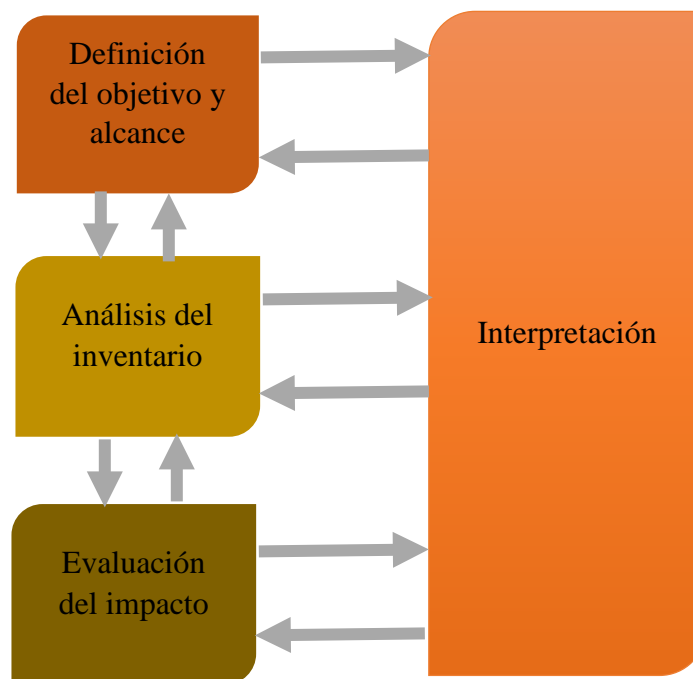 Definición
del objetivo y
alcance
Análisis del
inventario
Interpretación
Evaluación
del impacto